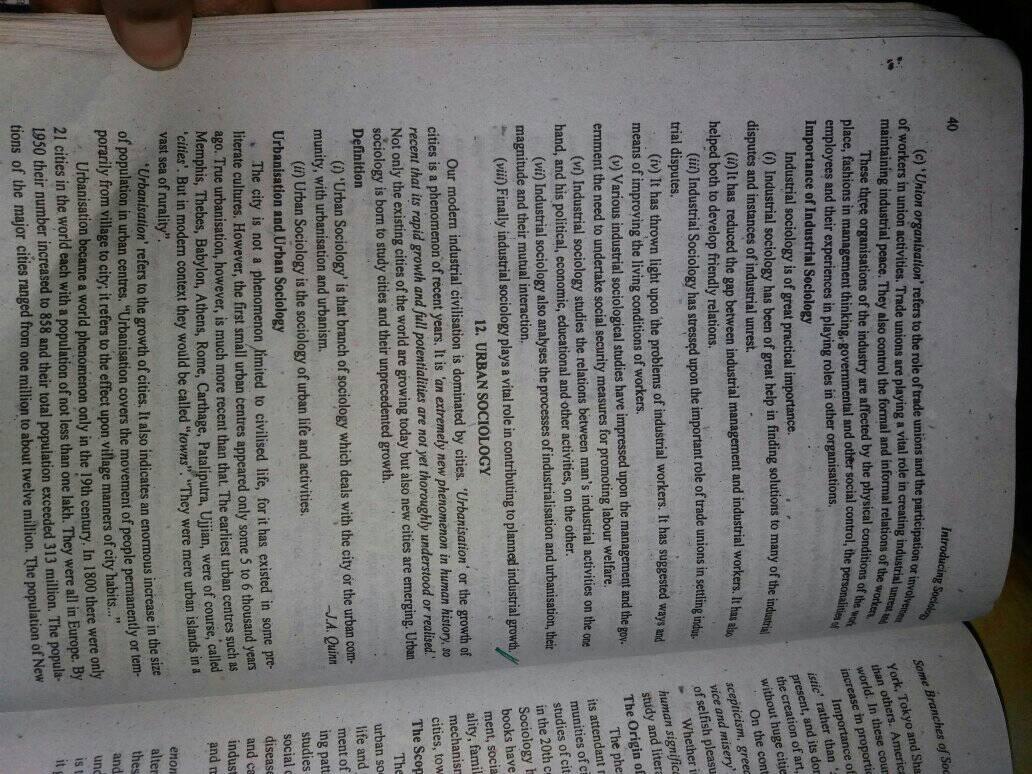 40
Introducing Sociology
(c) 'Union organisation' refers to the role of trade unions and the participation or involvement
of workers in union activities. Trade unions are playing a vital role in creating industrial unrest and
maintaining industrial peace. They also control the formal and informal relations of the workers.
These three organisations of the industry are affected by the physical conditions of the work
place, fashions in management thinking, governmental and other social control, the personalities of
employees and their experiences in playing roles in other organisations.
Importance of Industrial Sociology
Industrial sociology is of great practical importance.
(i) Industrial sociology has been of great help in finding solutions to many of the industrial
disputes and instances of industrial unrest.
(ii) It has reduced the gap between industrial management and industrial workers. It has also
helped both to develop friendly relations.
(iii) Industrial Sociology has stressed upon the important role of trade unions in settling indus-
trial disputes.
(iv) It has thrown light upon the problems of industrial workers. It has suggested ways and
means of improving the living conditions of workers.
(v) Various industrial sociological studies have impressed upon the management and the gov-
ernment the need to undertake social security measures for promoting labour welfare.
(vi) Industrial sociology studies the relations between man's industrial activities on the one
hand, and his political, economic, educational and other activities, on the other.
(vii) Industrial sociology also analyses the processes of industrialisation and urbanisation, their
magnitude and their mutual interaction.
(viii) Finally industrial sociology plays a vital role in contributing to planned industrial growth.
12. URBAN SOCIOLOGY
Our modern industrial civilisation is dominated by cities. 'Urbanisation' or the growth of
cities is a phenomenon of recent years. It is 'an extremely new phenomenon in human history, so
recent that its rapid growth and full potentialities are not yet thoroughly understood or realised.'
Not only the existing cities of the world are growing today but also new cities are emerging. Urban
sociology is born to study cities and their unprecedented growth.
Definition
(i) 'Urban Sociology' is that branch of sociology which deals with the city or the urban com-
munity, with urbanisation and urbanism. –J.A. Quinn
(ii) Urban Sociology is the sociology of urban life and activities.
Urbanisation and Urban Sociology
The city is not a phenomenon limited to civilised life, for it has existed in some pre-
literate cultures. However, the first small urban centres appeared only some 5 to 6 thousand years
ago. True urbanisation, however, is much more recent than that. The earliest urban centres such as
Memphis, Thebes, Babylon, Athens, Rome, Carthage, Pataliputra, Ujjian, were of course, called
'cities'. But in modern context they would be called "towns". "They were mere urban islands in a
vast sea of rurality".
'Urbanisation' refers to the growth of cities. It also indicates an enormous increase in the size
of population in urban centres. "Urbanisation covers the movement of people permanently or tem-
porarily from village to city; it refers to the effect upon village manners of city habits..."
Urbanisation became a world phenomenon only in the 19th century. In 1800 there were only
21 cities in the world each with a population of not less than one lakh. They were all in Europe. By
1950 their number increased to 858 and their total population exceeded 313 million. The popula-
tions of the major cities ranged from one million to about twelve million. The population of New
Some Branches of Soc
York, Tokyo and Sha
than others. America
world. In these cour
increase in proportic
Importance of
istic' rather than '
present, and its dor
the creation of art,
without huge citie
On the cont
scepticism, greed
vice and misery'
of selfish pleasu
Whether i
human significa
study and litera
The Origin of
The phe
its attendant r
munities of ci
studies of cit
in the 20th c
Sociology h
books have
ment, socia
ality, famil
mechanism
cities, tow
The Scop
The
urban so
life and
ment of
ing patt
studies
social c
disease
and ca
indust
and m
enon
alter
thes
and
und
is t
it g